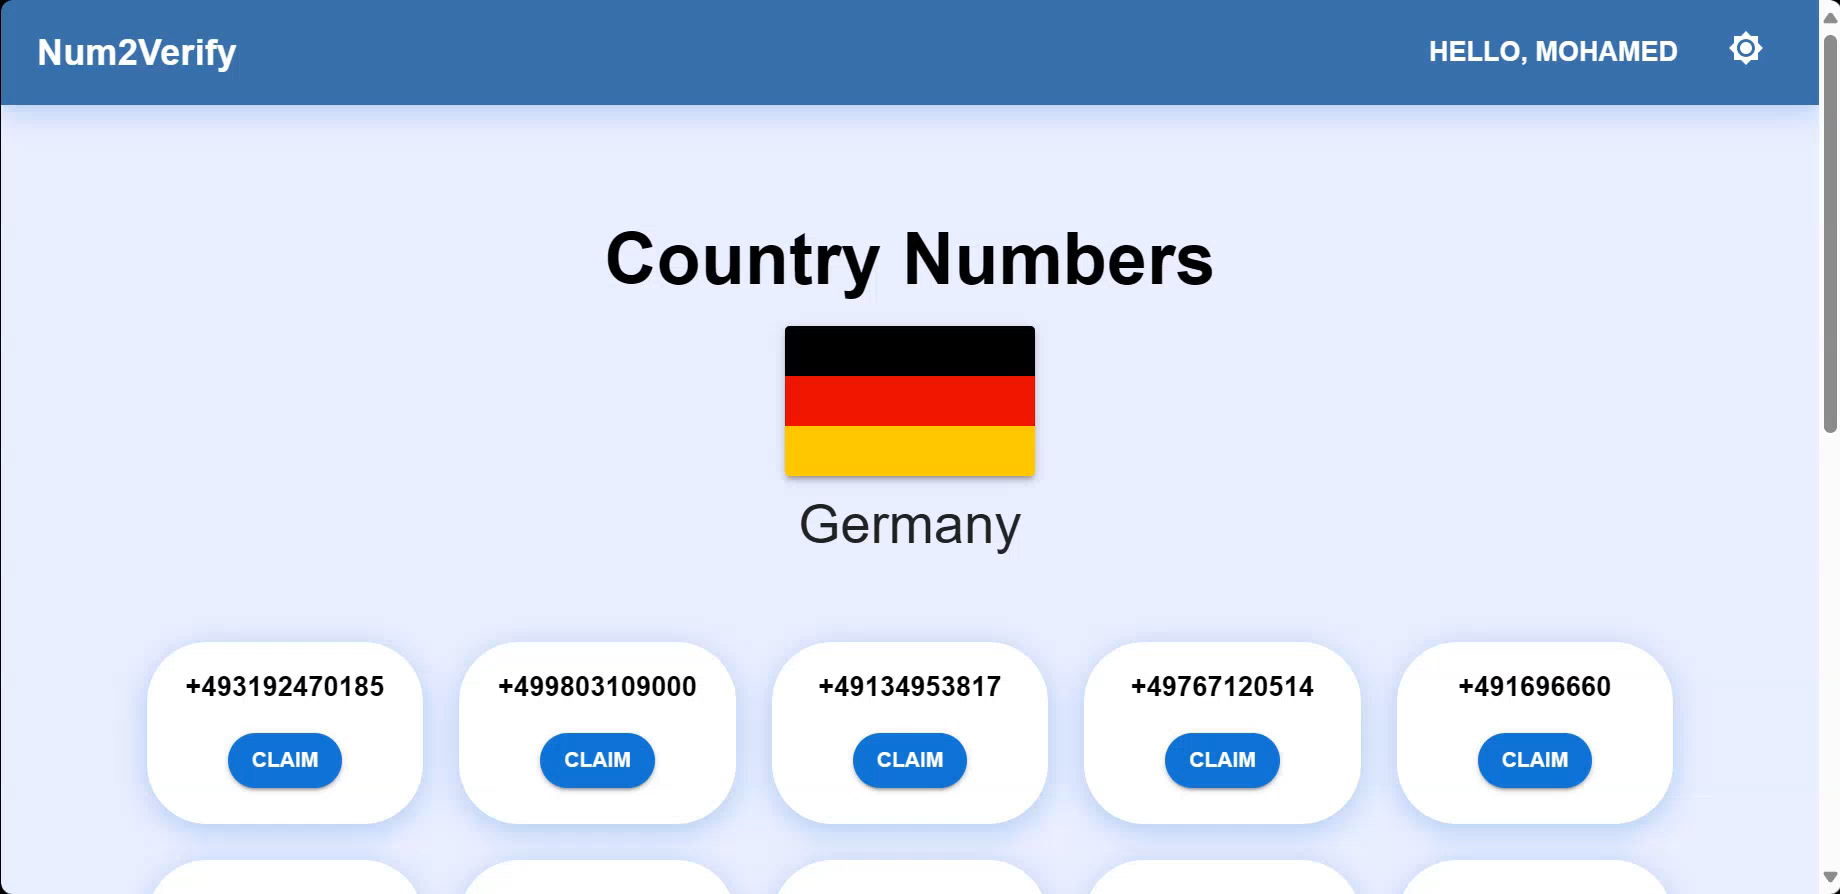 Num2Verify
HELLO, MOHAMED
Country Numbers
Germany
+493192470185
+499803109000
+49134953817
+49767120514
+491696660
CLAIM
CLAIM
CLAIM
CLAIM
CLAIM